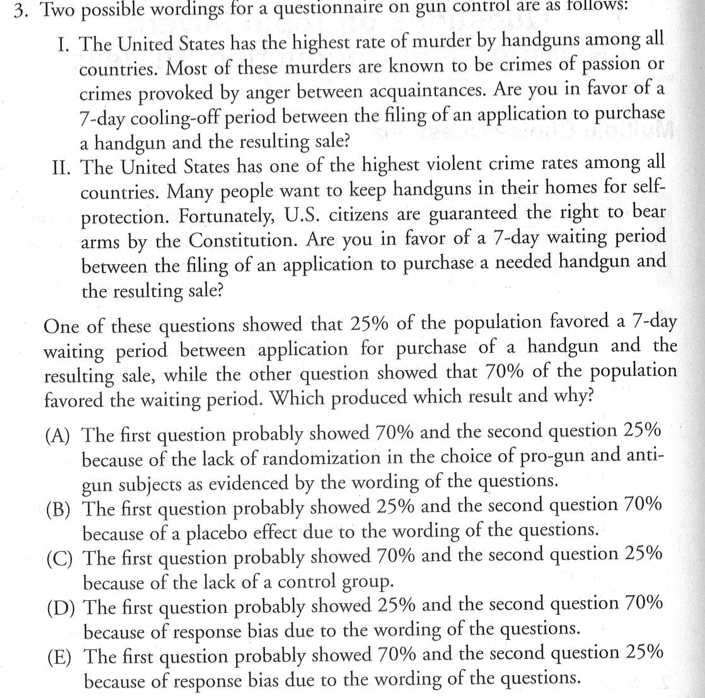 3. Two possible wordings for a questionnaire on gun control are as follows:
I. The United States has the highest rate of murder by handguns among all
countries. Most of these murders are known to be crimes of passion or
crimes provoked by anger between acquaintances. Are you in favor of a
7-day cooling-off period between the filing of an application to purchase
a handgun and the resulting sale?
II. The United States has one of the highest violent crime rates among all
countries. Many people want to keep handguns in their homes for self-
protection. Fortunately, U.S. citizens are guaranteed the right to bear
arms by the Constitution. Are you in favor of a 7-day waiting period
between the filing of an application to purchase a needed handgun and
the resulting sale?
One of these questions showed that 25% of the population favored a 7-day
waiting period between application for purchase of a handgun and the
resulting sale, while the other question showed that 70% of the population
favored the waiting period. Which produced which result and why?
(A) The first question probably showed 70% and the second question 25%
because of the lack of randomization in the choice of pro-gun and anti-
gun subjects as evidenced by the wording of the questions.
(B) The first question probably showed 25% and the second question 70%
because of a placebo effect due to the wording of the questions.
(C) The first question probably showed 70% and the second question 25%
because of the lack of a control group.
(D) The first question probably showed 25% and the second question 70%
because of response bias due to the wording of the questions.
(E) The first question probably showed 70% and the second question 25%
because of response bias due to the wording of the questions.